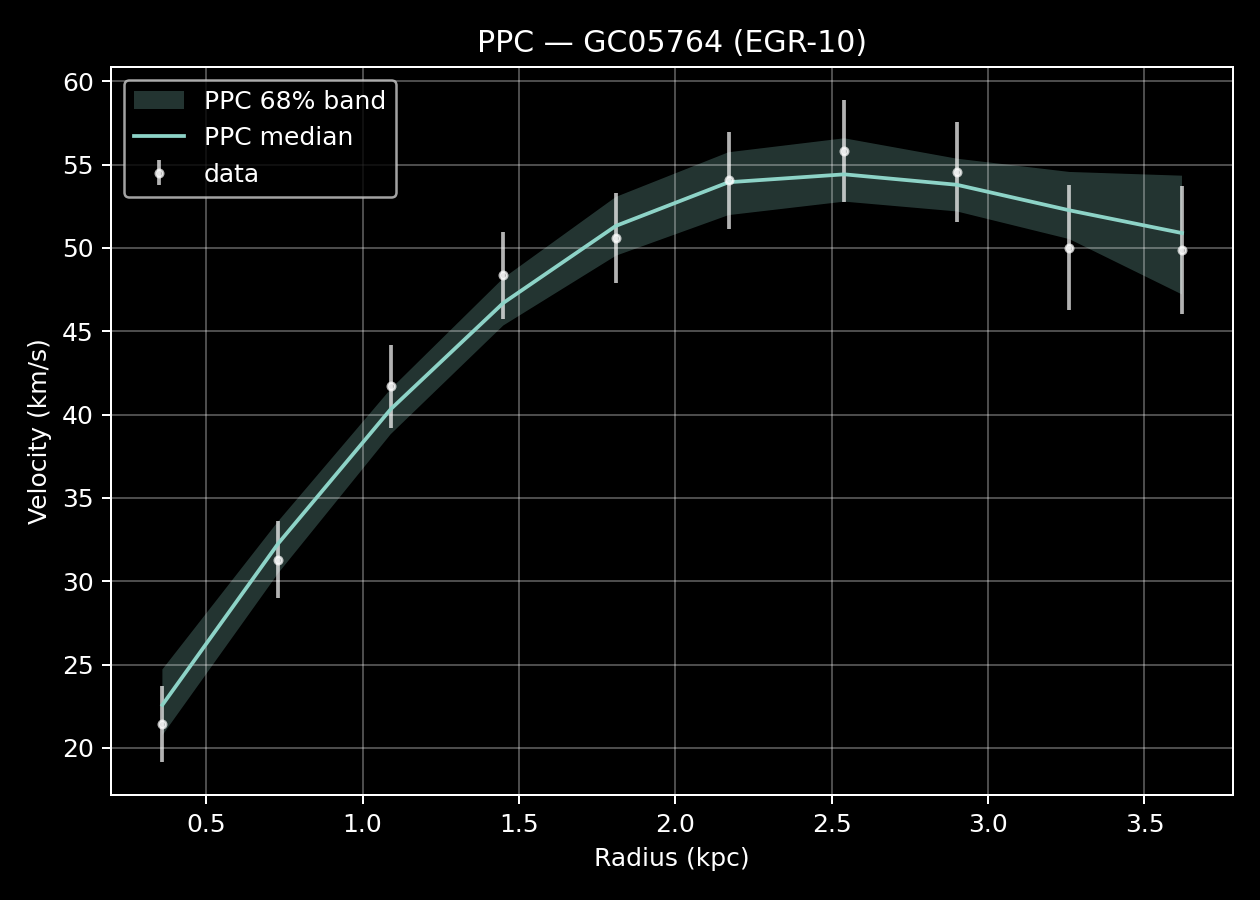 PPC — GC05764 (EGR-10)
PPC 68% band
PPC median
data
60
55
50
45
40
35
30
25
20
Velocity (km/s)
0.5 1.0 1.5 2.0 2.5 3.0 3.5
Radius (kpc)